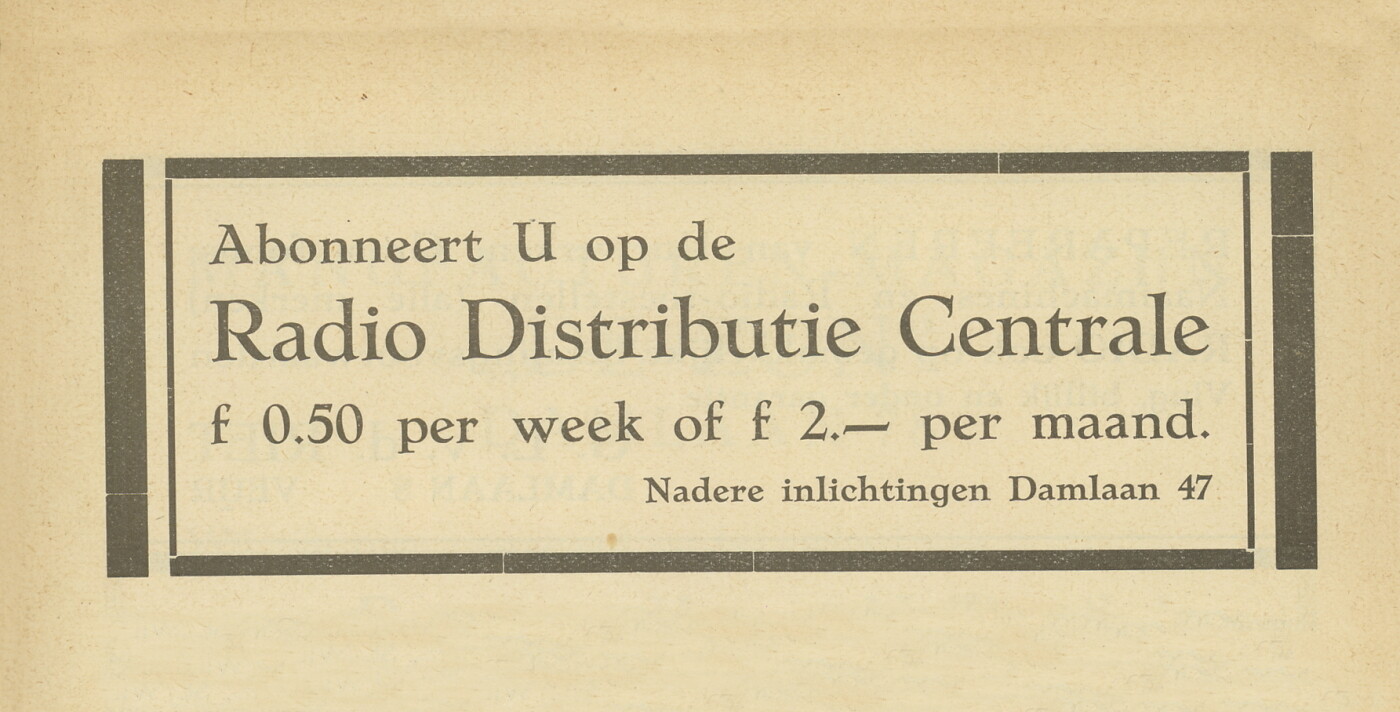 Abonneert U op de
Radio Distributie Centrale
f 0.50 per week of f 2.— per maand.
Nadere inlichtingen Damlaan 47